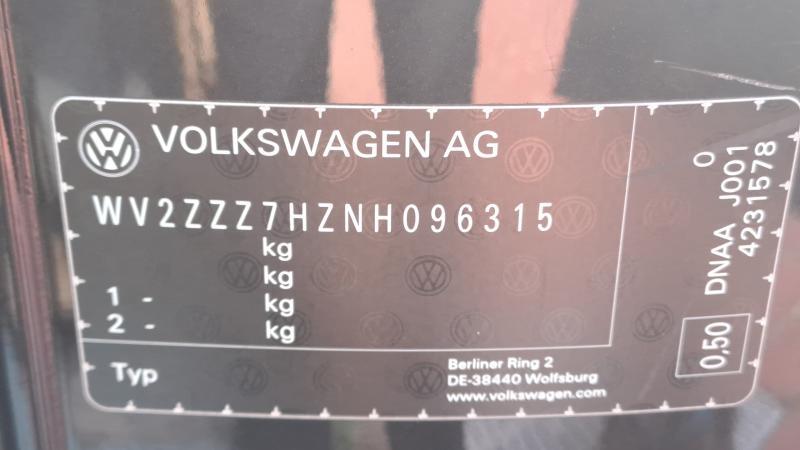 VOLKSWAGEN AG
WV2ZZZ7HZNH096315
kg
kg
1 - kg
2 - kg
Typ
Berliner Ring 2
DE-38440 Wolfsburg
www.volkswagen.com
0
DNAA J001
4231578
0,50